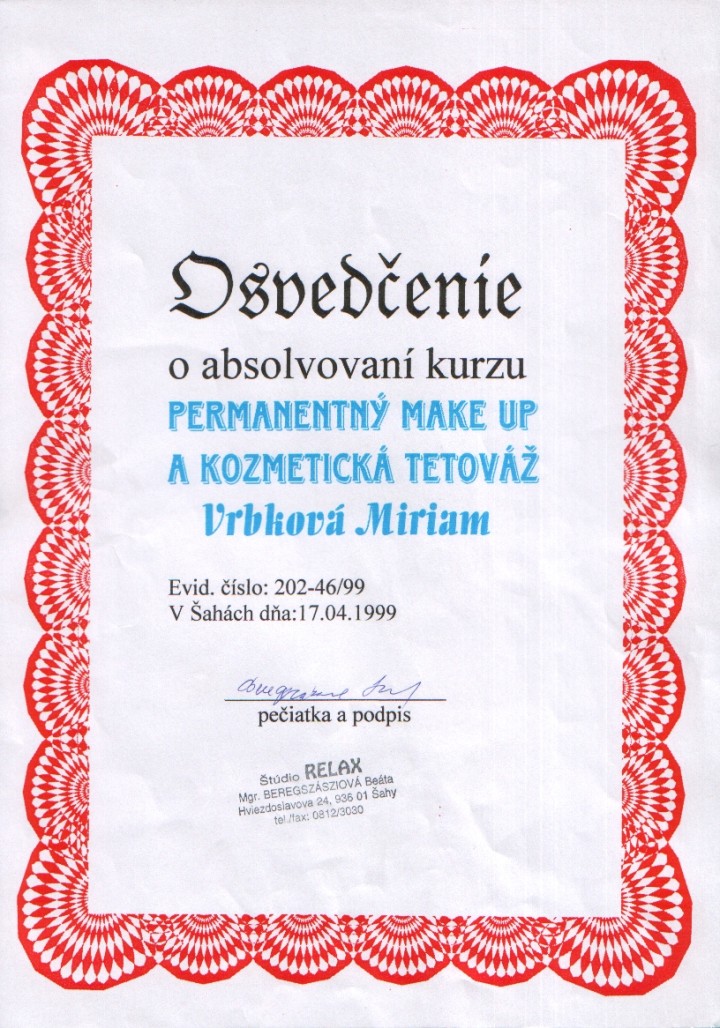 Osvedčenie
o absolvovaní kurzu
PERMANENTNÝ MAKE UP
A KOZMETICKÁ TETOVÁŽ
Vrbková Miriam
Evid. číslo: 202-46/99
V Šahách dňa:17.04.1999
pečiatka a podpis
Štúdio RELAX
Mgr. BEREGSZÁSZIOVÁ Beáta
Hviezdoslavova 24, 936 01 Šahy
tel./fax: 0812/3030